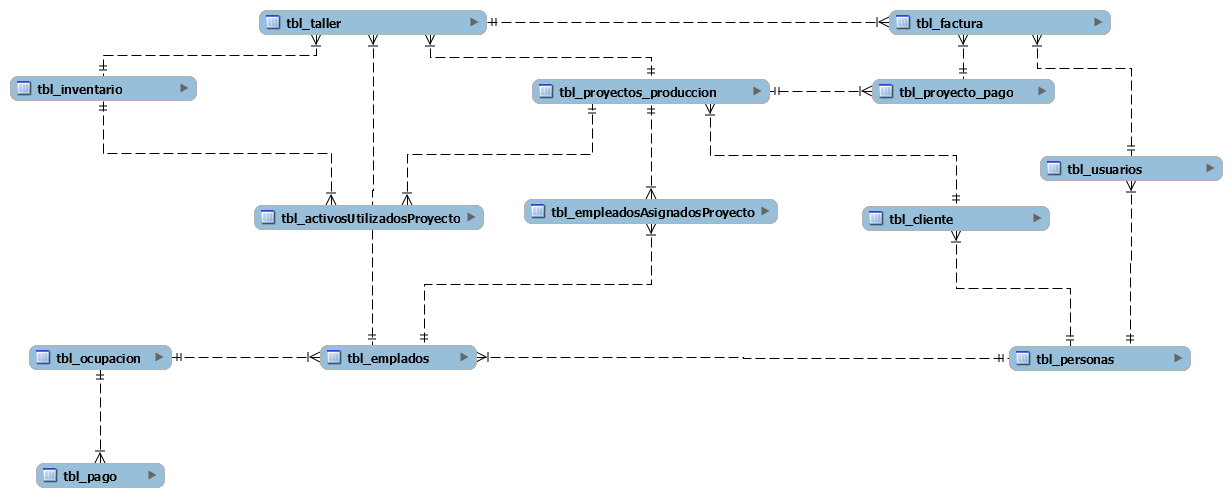 tbl_taller
tbl_factura
tbl_inventario
tbl_proyectos_produccion
tbl_proyecto_pago
tbl_usuarios
tbl_activosUtilizadosProyecto
tbl_empleadosAsignadosProyecto
tbl_cliente
tbl_ocupacion
tbl_emplados
tbl_personas
tbl_pago